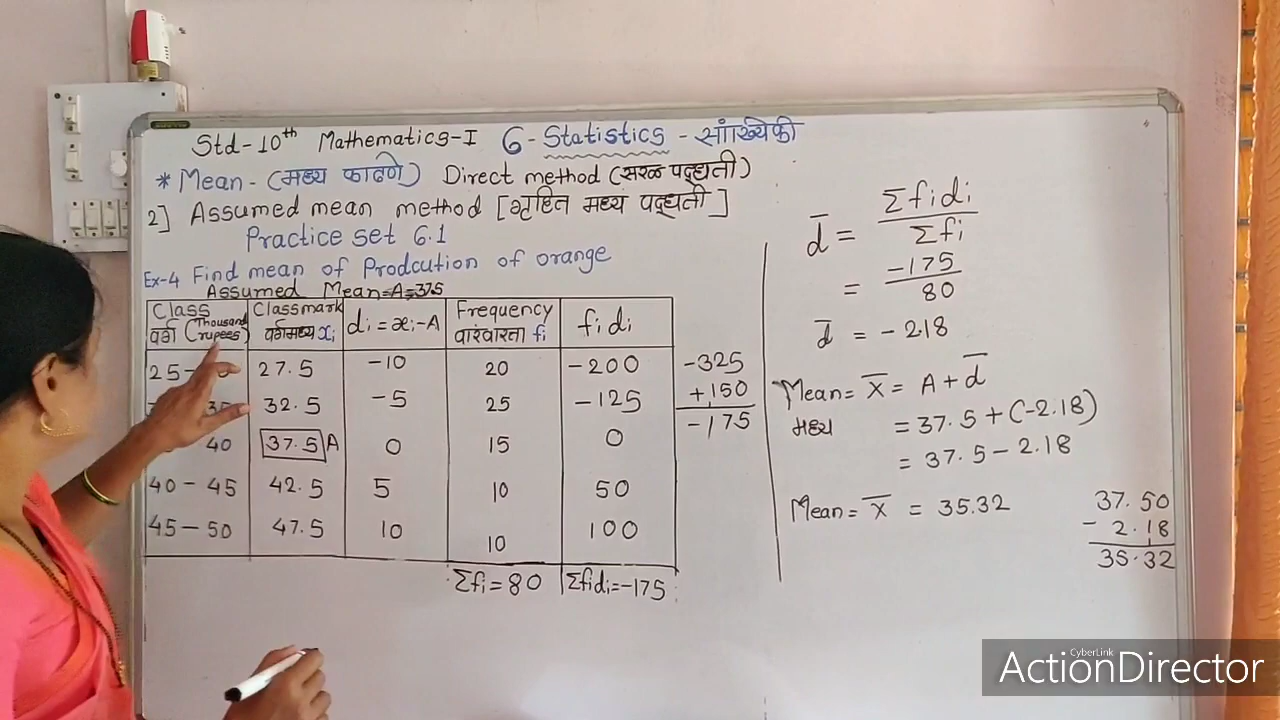 Std-10th Mathematics-I 6-Statistics - सांख्यिकी
* Mean - (मध्य काढणे) Direct method (सरळ पद्धती)
2] Assumed mean method [गृहित मध्य पद्धती]
Practice set 6.1
Ex-4 Find mean of Prodcution of orange
Assumed Mean=A=37.5
Class वर्ग (Thousand rupees) Classmark वर्गमध्य xi di = xi-A Frequency वारंवारता fi fidi
25- 27.5 -10 20 -200
35 32.5 -5 25 -125
40 37.5 A 0 15 0
40-45 42.5 5 10 50
45-50 47.5 10 10 100
Σfi=80 Σfidi=-175
-325
+150
-175
d̄ = Σfidi / Σfi
= -175 / 80
d̄ = -2.18
Mean = X̄ = A + d̄
मध्य = 37.5 + (-2.18)
= 37.5 - 2.18
Mean = X̄ = 35.32
37.50
- 2.18
35.32
CyberLink
ActionDirector